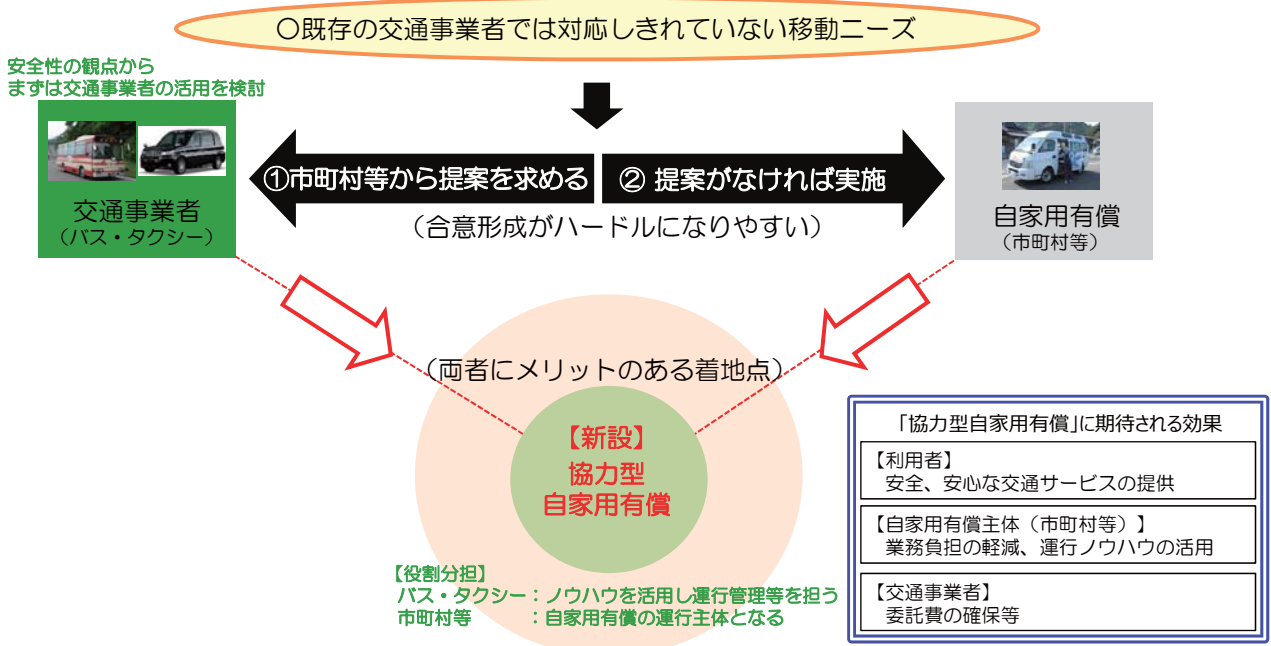 〇既存の交通事業者では対応しきれていない移動ニーズ
安全性の観点から
まずは交通事業者の活用を検討
①市町村等から提案を求める
② 提案がなければ実施
交通事業者
（バス・タクシー）
（合意形成がハードルになりやすい）
自家用有償
（市町村等）
（両者にメリットのある着地点）
【新設】
協力型
自家用有償
【役割分担】
バス・タクシー：ノウハウを活用し運行管理等を担う
市町村等　　　：自家用有償の運行主体となる
「協力型自家用有償」に期待される効果
【利用者】
安全、安心な交通サービスの提供
【自家用有償主体（市町村等）】
業務負担の軽減、運行ノウハウの活用
【交通事業者】
委託費の確保等